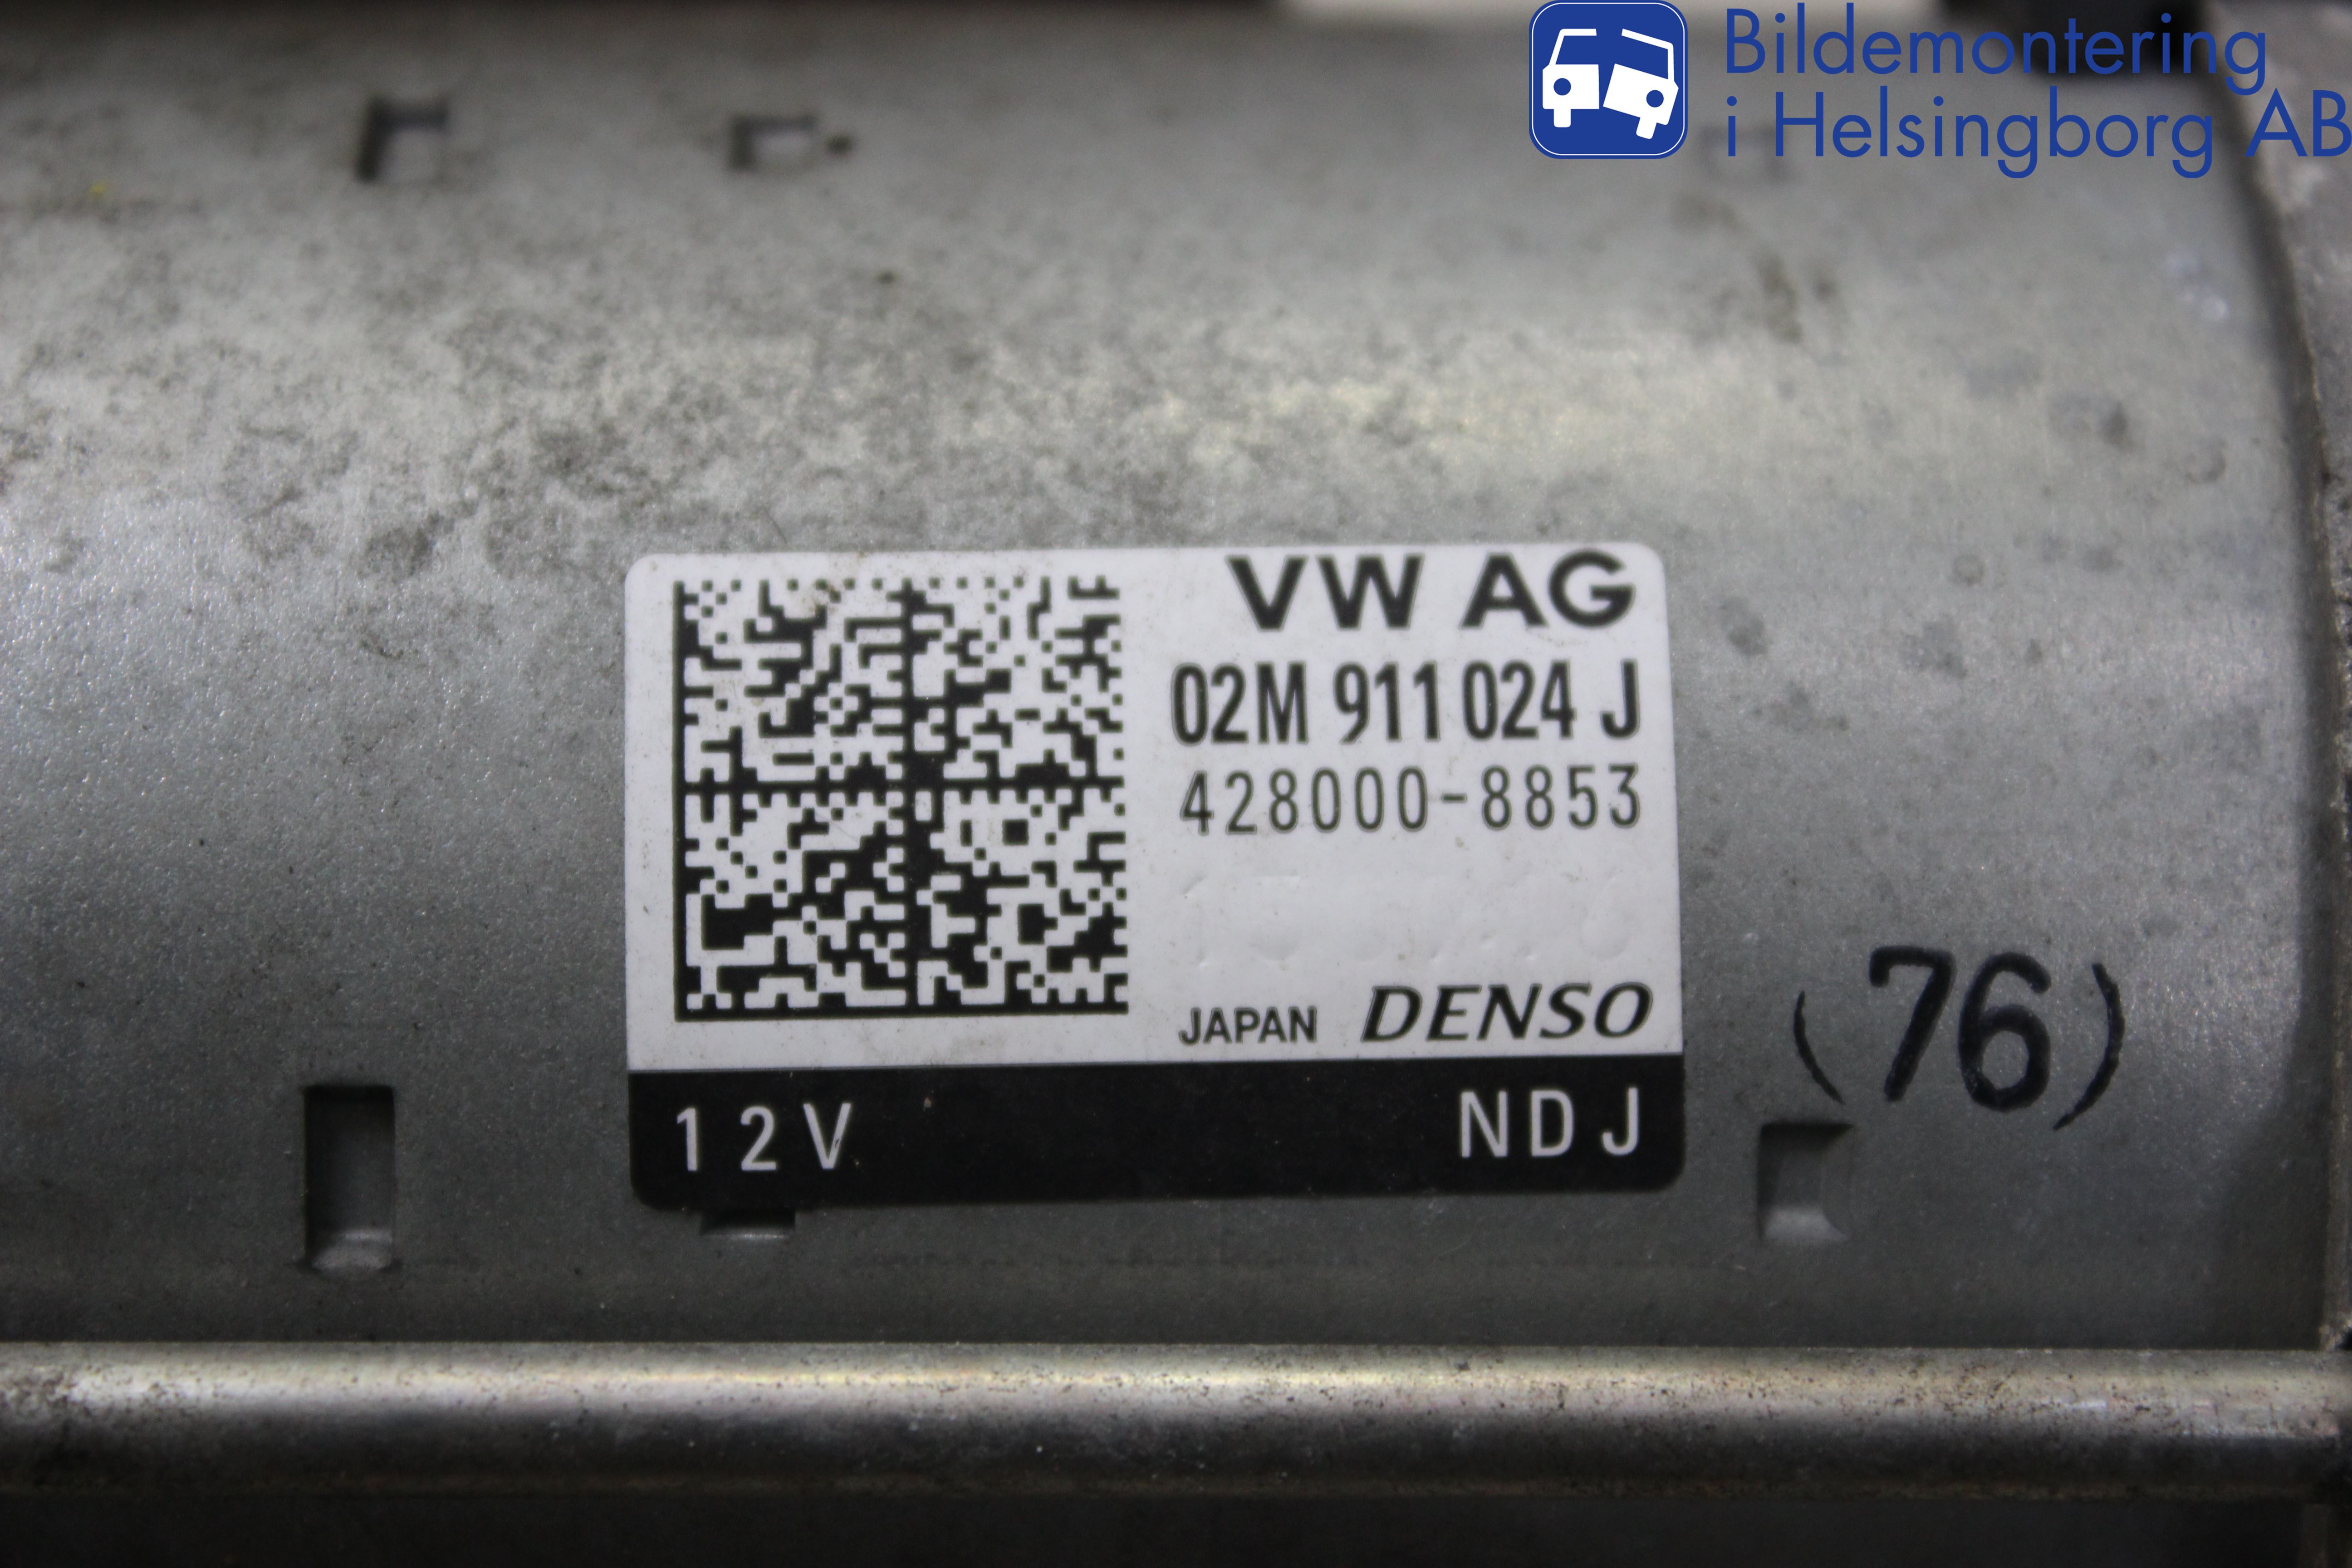 Bildemontering
i Helsingborg AB
VW AG
02M 911 024 J
428000-8853
JAPAN DENSO
12V NDJ
(76)